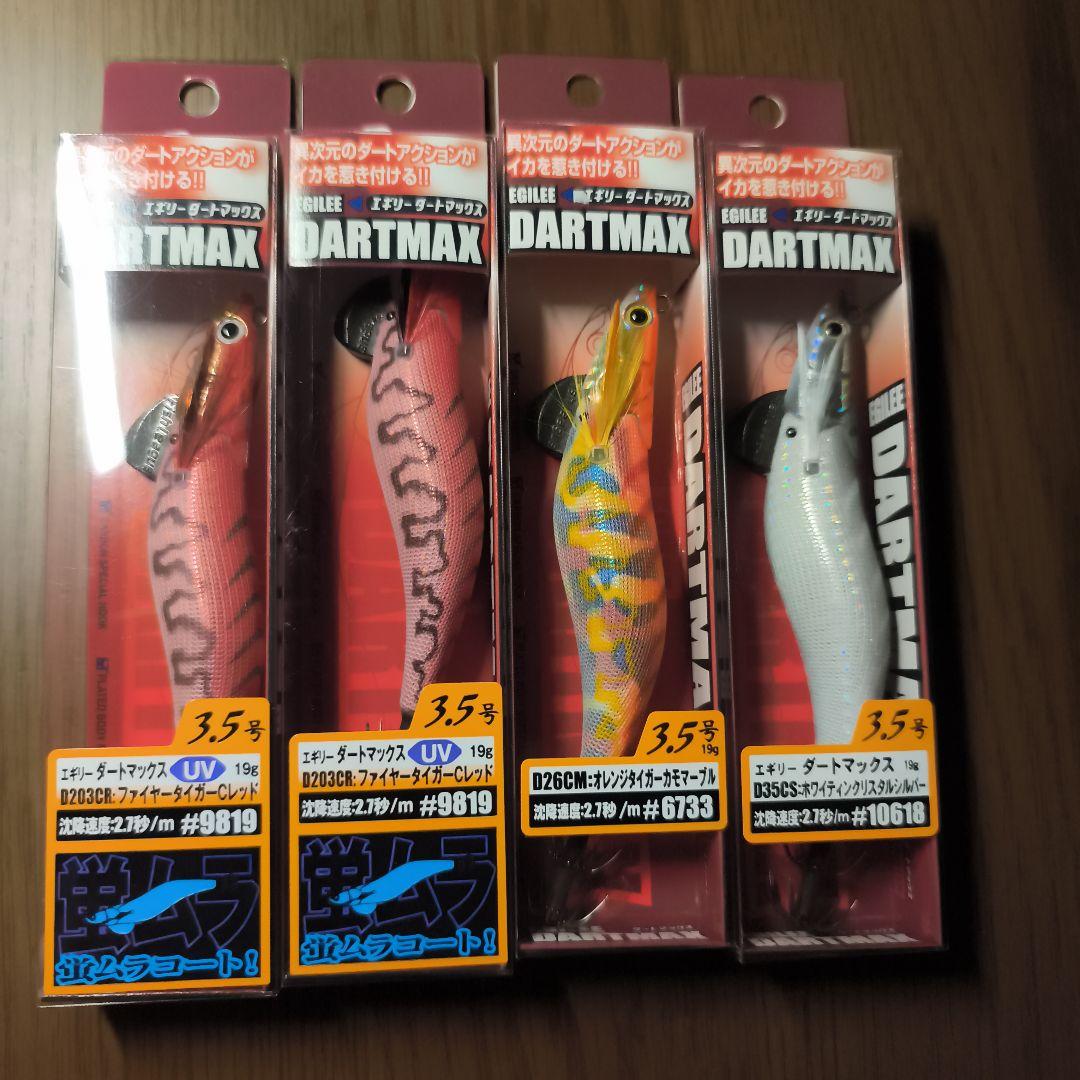 異次元のダートアクションが
を惹き付ける!!
エギリーダートマックス
DARTMAX
3.5号
エギリー ダートマックス UV 19g
D203CR:ファイヤータイガーCレッド
沈降速度:2.7秒/m #9819
蛍ムラ
蛍ムラコート!
PLATED BODY
異次元のダートアクションが
イカを惹き付ける!!
EGILEE エギリーダートマックス
DARTMAX
3.5号
エギリー ダートマックス UV 19g
D203CR:ファイヤータイガーCレッド
沈降速度:2.7秒/m #9819
蛍ムラ
蛍ムラコート!
異次元のダートアクションが
イカを惹き付ける!!
EGILEE エギリーダートマックス
DARTMAX
DARTMA
3.5号
19g
D26CM:オレンジタイガーカモマーブル
沈降速度:2.7秒/m #6733
DARTMAX
異次元のダートアクションが
イカを惹き付ける!!
EGILEE エギリーダートマックス
DARTMAX
EGILEE
DARTMA
3.5号
エギリー ダートマックス 19g
D35CS:ホワイティンクリスタルシルバー
沈降速度:2.7秒/m #10618
DARTMAX